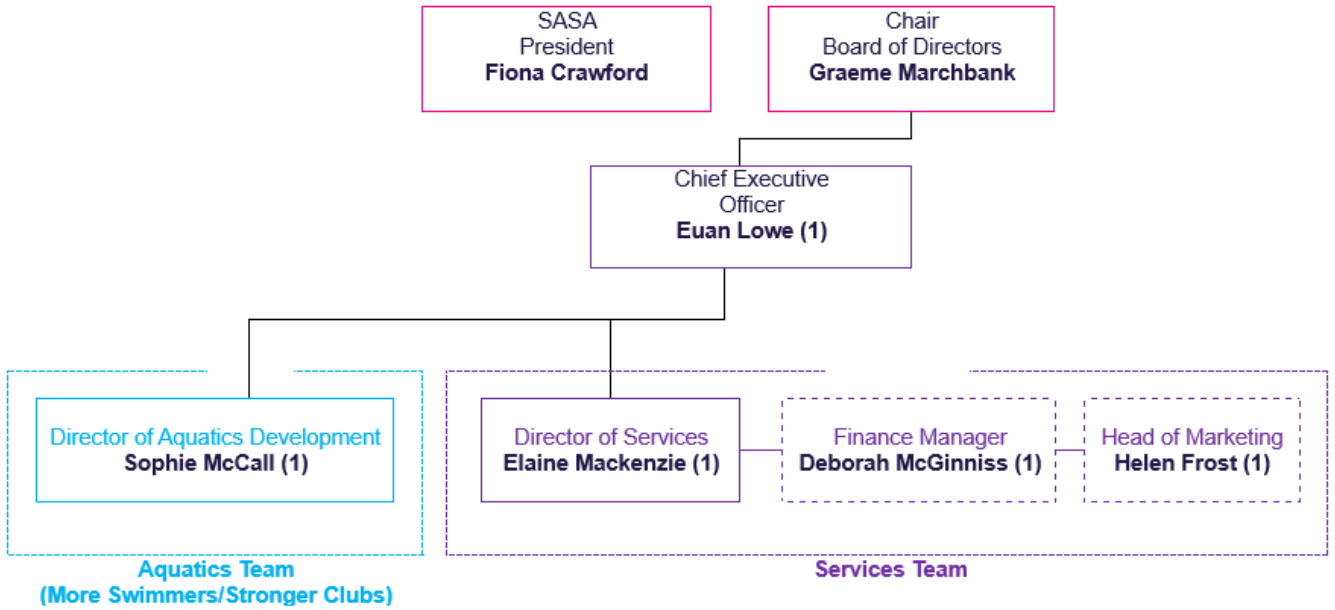 SASA
President
Fiona Crawford
Chair
Board of Directors
Graeme Marchbank
Chief Executive
Officer
Euan Lowe (1)
Director of Aquatics Development
Sophie McCall (1)
Director of Services
Elaine Mackenzie (1)
Finance Manager
Deborah McGinniss (1)
Head of Marketing
Helen Frost (1)
Aquatics Team
(More Swimmers/Stronger Clubs)
Services Team